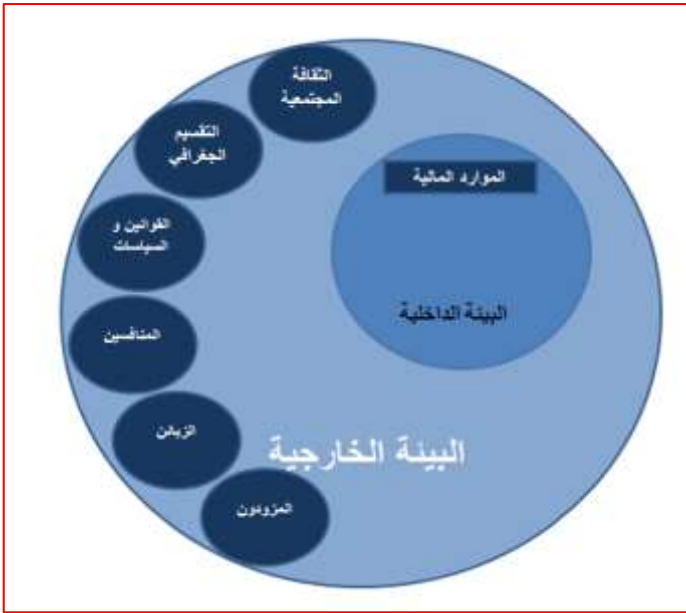 الثقافة
المجتمعية
التقسيم
الجغرافي
القوانين و
السياسات
المنافسين
الزبائن
المزودون
الموارد المالية
البيئة الداخلية
البيئة الخارجية